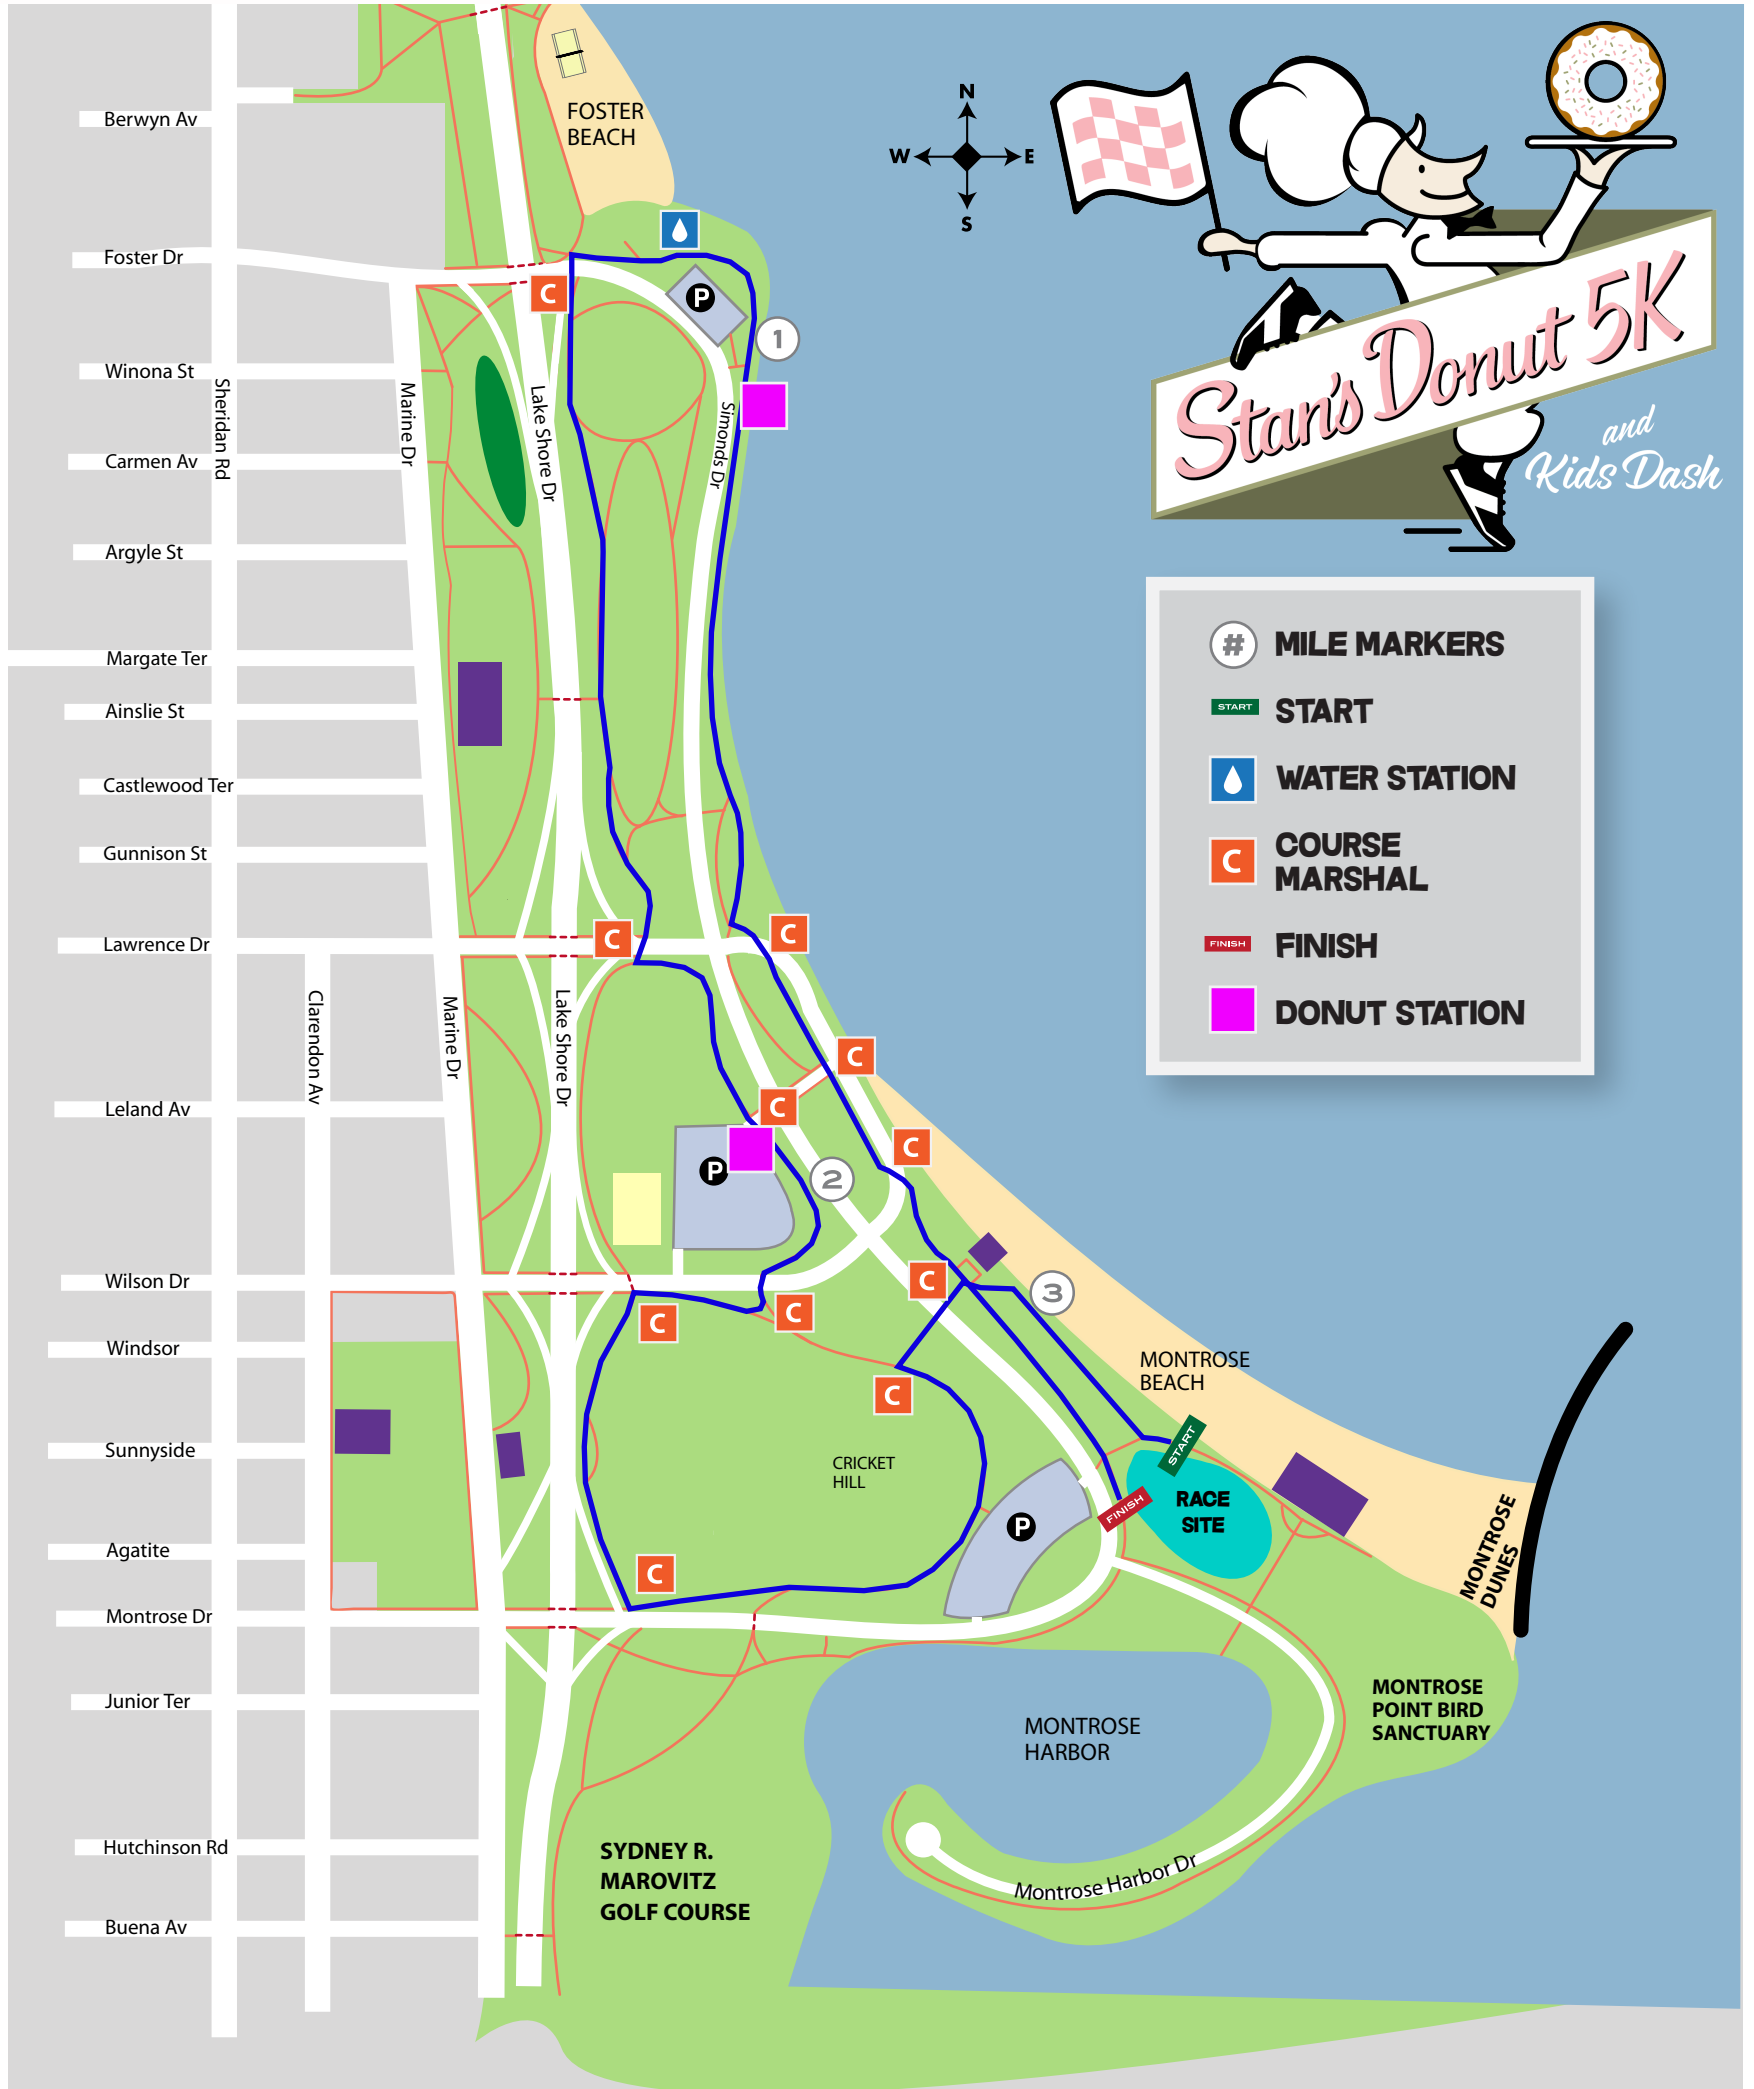 FOSTER
BEACH
N
W
E
S
Berwyn Av
Foster Dr
C
P
1
Winona St
Sheridan Rd
Marine Dr
Lake Shore Dr
Simonds Dr
Carmen Av
Argyle St
Margate Ter
Ainslie St
Castlewood Ter
Gunnison St
Lawrence Dr
C
C
Clarendon Av
Marine Dr
Lake Shore Dr
Leland Av
C
C
C
P
2
Wilson Dr
C
C
C
3
Windsor
MONTROSE
BEACH
C
Sunnyside
CRICKET
HILL
START
FINISH
RACE
SITE
P
MONTROSE
DUNES
Agatite
C
Montrose Dr
Junior Ter
MONTROSE
HARBOR
MONTROSE
POINT BIRD
SANCTUARY
Hutchinson Rd
SYDNEY R.
MAROVITZ
GOLF COURSE
Montrose Harbor Dr
Buena Av
Stan's Donut 5K
and
Kids Dash
# MILE MARKERS
START START
WATER STATION
C COURSE
MARSHAL
FINISH FINISH
DONUT STATION